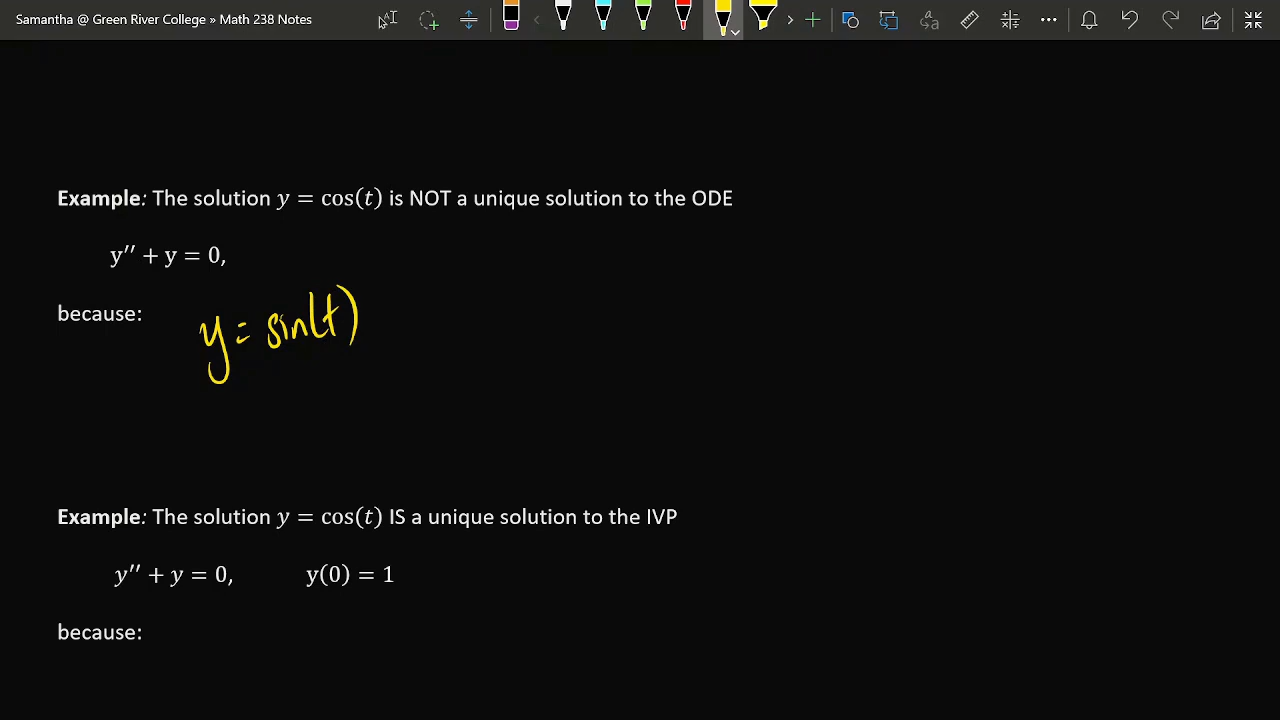 Samantha @ Green River College » Math 238 Notes
Example: The solution 𝑦 = cos(𝑡) is NOT a unique solution to the ODE
y′′ + y = 0,
because:
y = sin(t)
Example: The solution 𝑦 = cos(𝑡) IS a unique solution to the IVP
𝑦′′ + 𝑦 = 0, y(0) = 1
because: